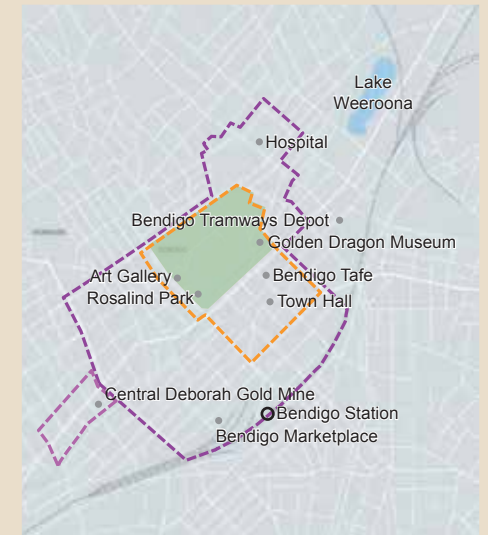 Lake
Weeroona
Hospital
Bendigo Tramways Depot
Golden Dragon Museum
Art Gallery
Bendigo Tafe
Rosalind Park
Town Hall
Central Deborah Gold Mine
Bendigo Station
Bendigo Marketplace